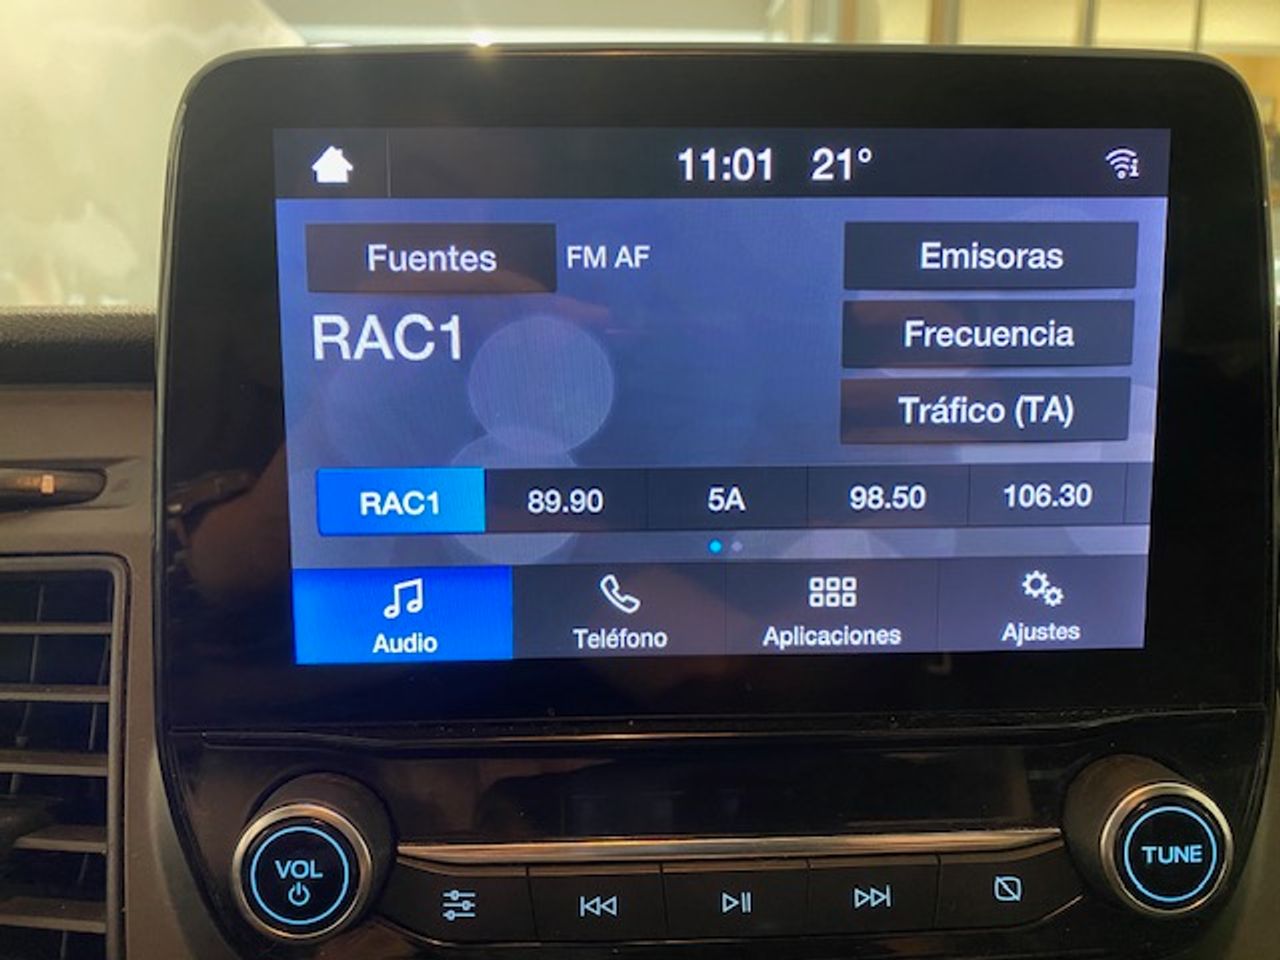 11:01 21°
Fuentes FM AF Emisoras
RAC1 Frecuencia
Tráfico (TA)
RAC1 89.90 5A 98.50 106.30
Audio Teléfono Aplicaciones Ajustes
VOL TUNE